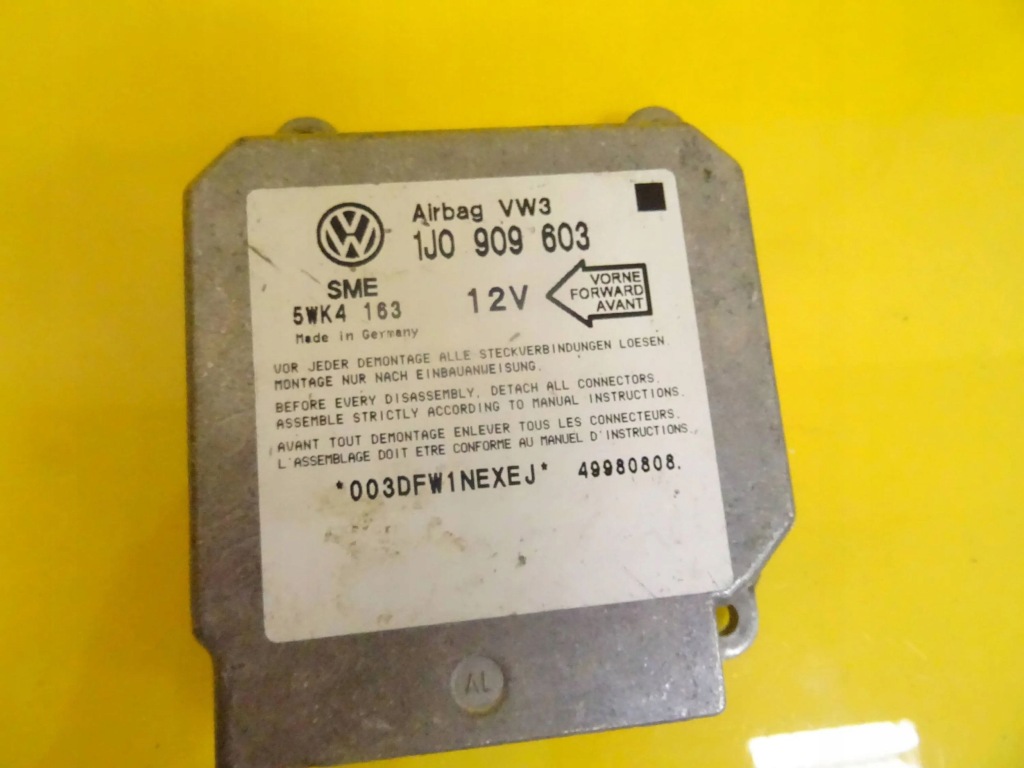 Airbag VW3
1J0 909 603
SME
5WK4 163
12V
VORNE
FORWARD
AVANT
Made in Germany
VOR JEDER DEMONTAGE ALLE STECKVERBINDUNGEN LOESEN.
MONTAGE NUR NACH EINBAUANWEISUNG.
BEFORE EVERY DISASSEMBLY, DETACH ALL CONNECTORS.
ASSEMBLE STRICTLY ACCORDING TO MANUAL INSTRUCTIONS.
AVANT TOUT DEMONTAGE ENLEVER TOUS LES CONNECTEURS.
L'ASSEMBLAGE DOIT ETRE CONFORME AU MANUEL D'INSTRUCTIONS.
*003DFW1NEXEJ* 49980808.
AL